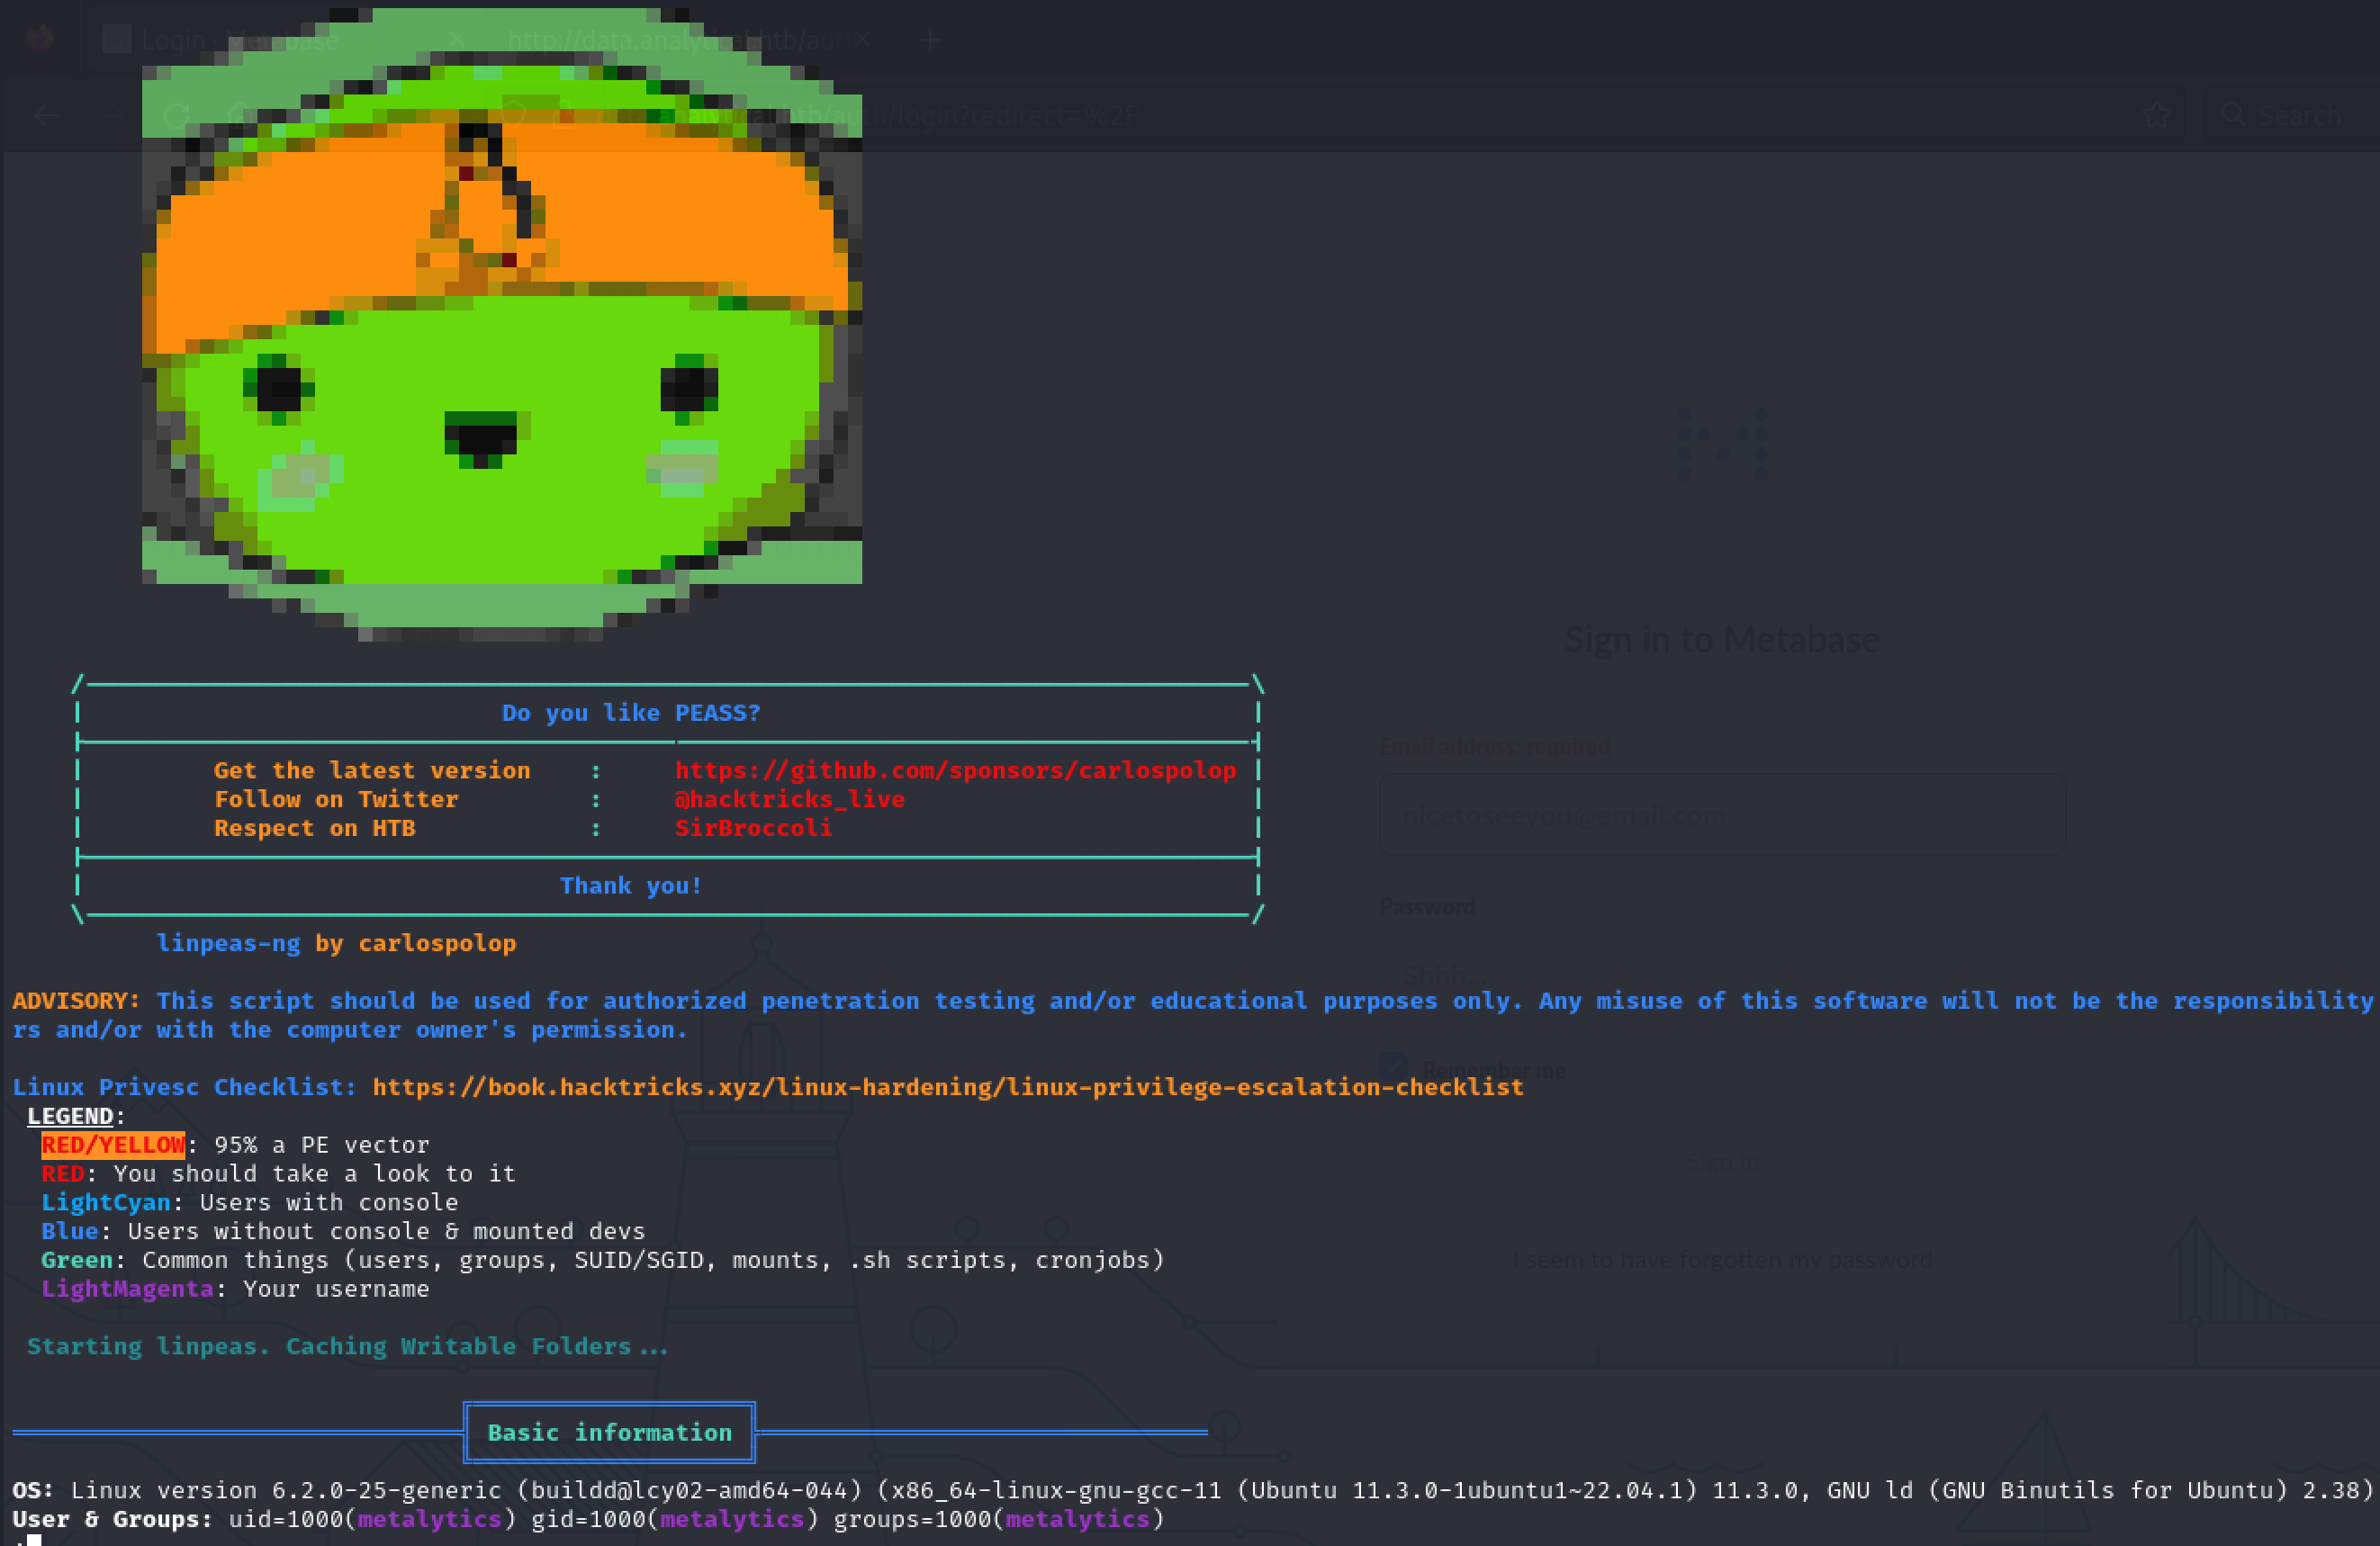 Login - Metabase
http://data.analytical.htb/au
data.analytical.htb/auth/login?redirect=%2F
Search
Sign in to Metabase
Do you like PEASS?
Email address: required
Get the latest version : https://github.com/sponsors/carlospolop
Follow on Twitter : @hacktricks_live
nicetoseeyou@email.com
Respect on HTB : SirBroccoli
Thank you!
Password
linpeas-ng by carlospolop
Shhh...
ADVISORY: This script should be used for authorized penetration testing and/or educational purposes only. Any misuse of this software will not be the responsibility
rs and/or with the computer owner's permission.
Remember me
Linux Privesc Checklist: https://book.hacktricks.xyz/linux-hardening/linux-privilege-escalation-checklist
LEGEND:
RED/YELLOW: 95% a PE vector
Sign in
RED: You should take a look to it
LightCyan: Users with console
Blue: Users without console & mounted devs
Green: Common things (users, groups, SUID/SGID, mounts, .sh scripts, cronjobs)
I seem to have forgotten my password
LightMagenta: Your username
Starting linpeas. Caching Writable Folders...
Basic information
OS: Linux version 6.2.0-25-generic (buildd@lcy02-amd64-044) (x86_64-linux-gnu-gcc-11 (Ubuntu 11.3.0-1ubuntu1~22.04.1) 11.3.0, GNU ld (GNU Binutils for Ubuntu) 2.38)
User & Groups: uid=1000(metalytics) gid=1000(metalytics) groups=1000(metalytics)